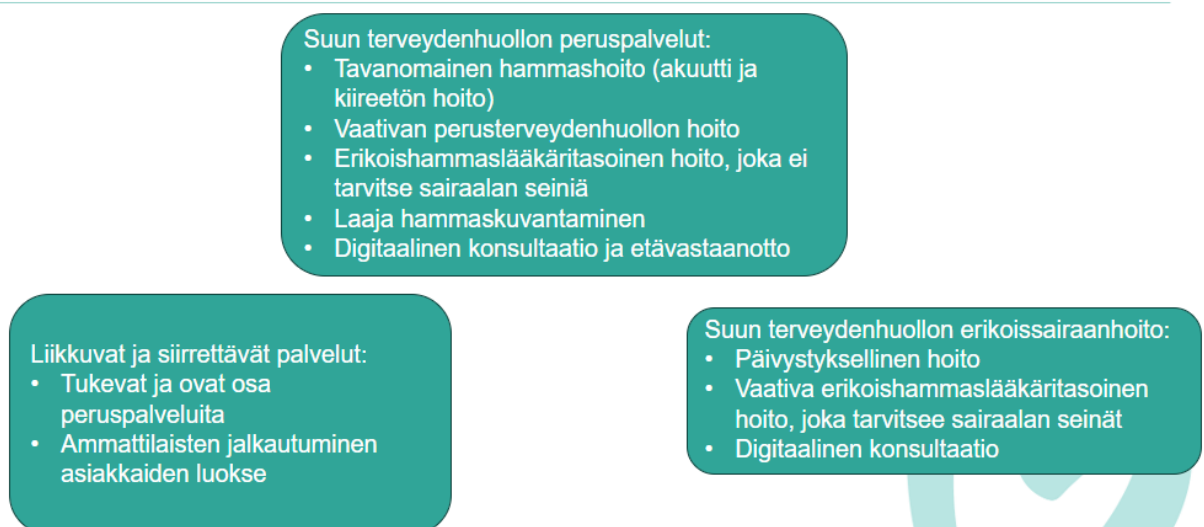 Suun terveydenhuollon peruspalvelut:
• Tavanomainen hammashoito (akuutti ja
kiireetön hoito)
• Vaativan perusterveydenhuollon hoito
• Erikoishammaslääkäritasoinen hoito, joka ei
tarvitse sairaalan seiniä
• Laaja hammaskuvantaminen
• Digitaalinen konsultaatio ja etävastaanotto
Liikkuvat ja siirrettävät palvelut:
• Tukevat ja ovat osa
peruspalveluita
• Ammattilaisten jalkautuminen
asiakkaiden luokse
Suun terveydenhuollon erikoissairaanhoito:
• Päivystyksellinen hoito
• Vaativa erikoishammaslääkäritasoinen
hoito, joka tarvitsee sairaalan seinät
• Digitaalinen konsultaatio